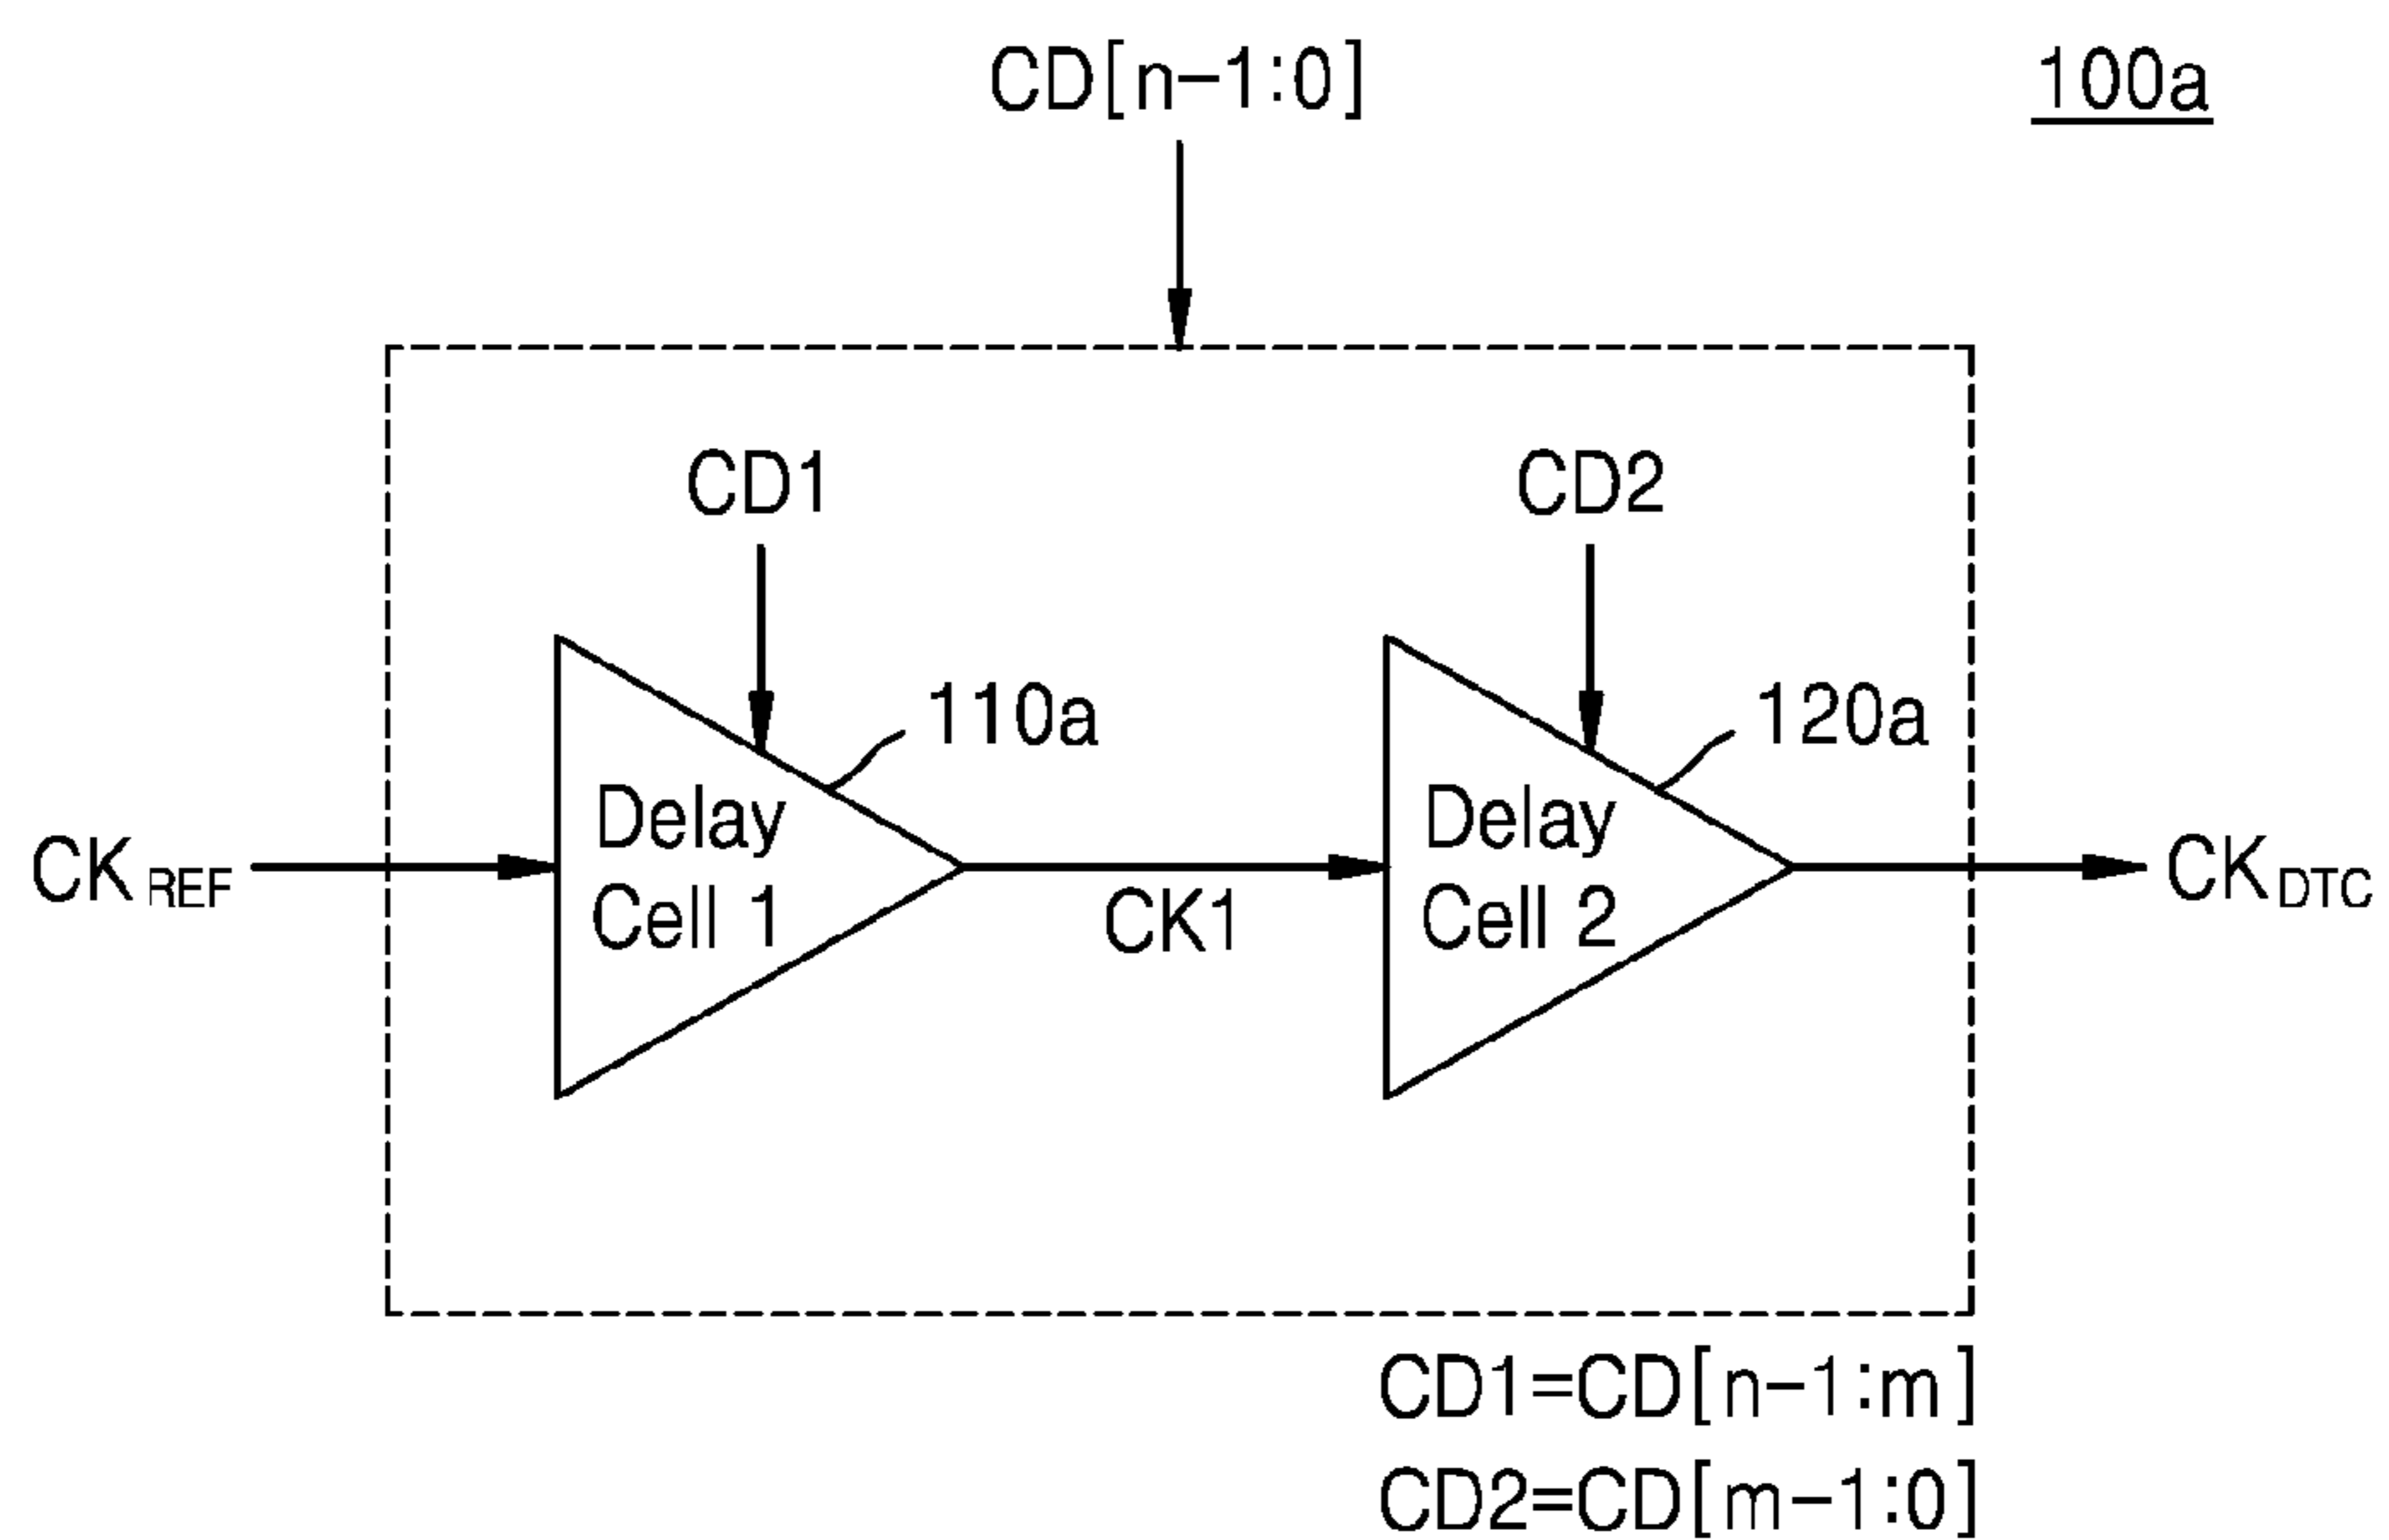 CD[n-1:0]
100a
CD1
CD2
110a
120a
Delay
Cell 1
Delay
Cell 2
CKREF
CK1
CKDTC
CD1=CD[n-1:m]
CD2=CD[m-1:0]